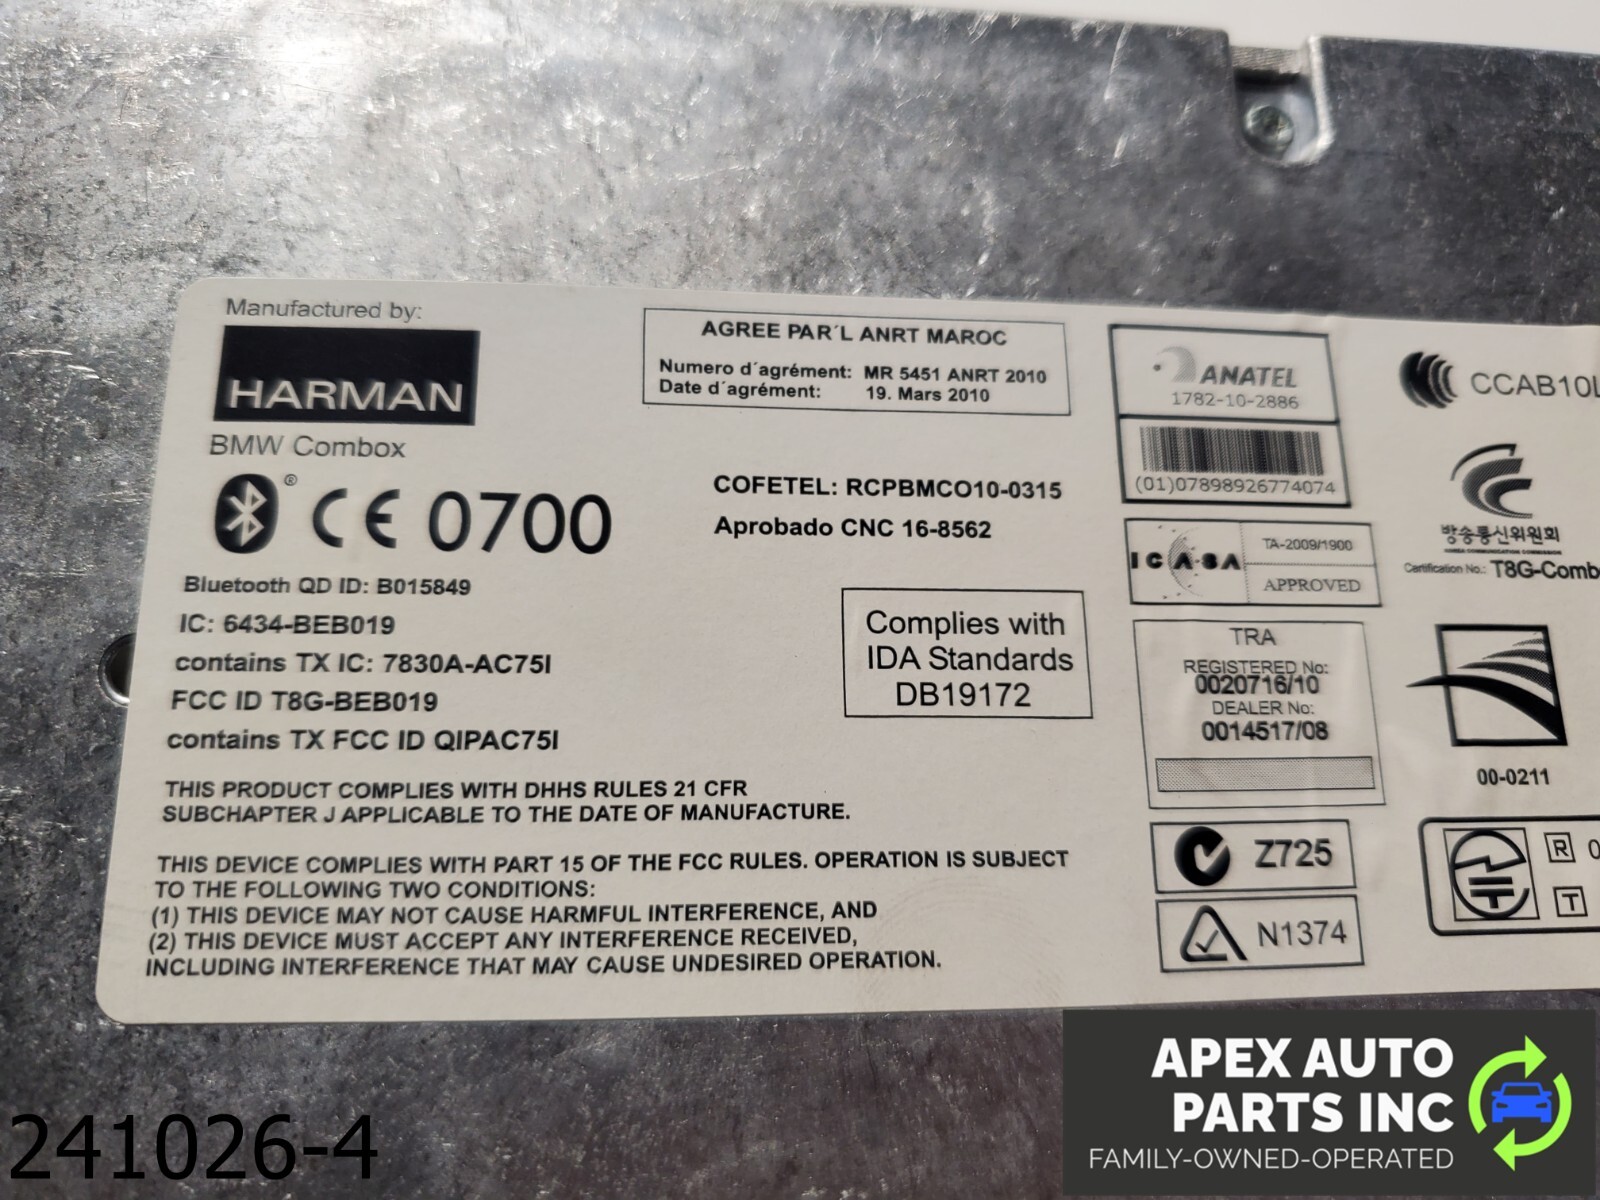 Manufactured by:
HARMAN
BMW Combox
® CE 0700
Bluetooth QD ID: B015849
IC: 6434-BEB019
contains TX IC: 7830A-AC75I
FCC ID T8G-BEB019
contains TX FCC ID QIPAC75I
THIS PRODUCT COMPLIES WITH DHHS RULES 21 CFR
SUBCHAPTER J APPLICABLE TO THE DATE OF MANUFACTURE.
THIS DEVICE COMPLIES WITH PART 15 OF THE FCC RULES. OPERATION IS SUBJECT
TO THE FOLLOWING TWO CONDITIONS:
(1) THIS DEVICE MAY NOT CAUSE HARMFUL INTERFERENCE, AND
(2) THIS DEVICE MUST ACCEPT ANY INTERFERENCE RECEIVED,
INCLUDING INTERFERENCE THAT MAY CAUSE UNDESIRED OPERATION.
AGREE PAR´L ANRT MAROC
Numero d´agrément: MR 5451 ANRT 2010
Date d´agrément: 19. Mars 2010
COFETEL: RCPBMCO10-0315
Aprobado CNC 16-8562
Complies with
IDA Standards
DB19172
ANATEL
1782-10-2886
(01)07898926774074
ICASA
TA-2009/1900
APPROVED
TRA
REGISTERED No:
0020716/10
DEALER No:
0014517/08
Z725
N1374
CCAB10L
방송통신위원회
KOREA COMMUNICATIONS COMMISSION
Certification No.: T8G-Comb
00-0211
R 0
T
241026-4
APEX AUTO
PARTS INC
FAMILY-OWNED-OPERATED